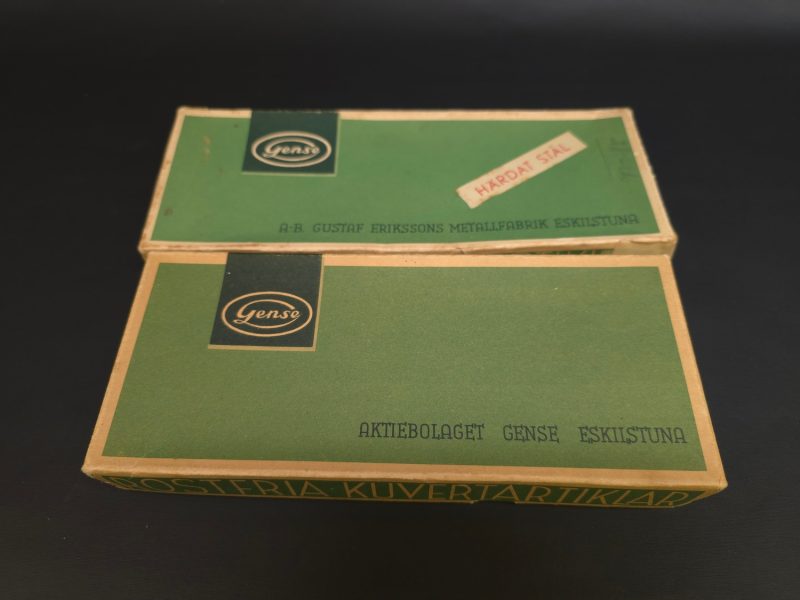 Gense
HÄRDAT STÅL
A-B. GUSTAF ERIKSSONS METALLFABRIK ESKILSTUNA
Gense
AKTIEBOLAGET GENSE ESKILSTUNA
ROSTERIA-KUVERTARTIKLAR